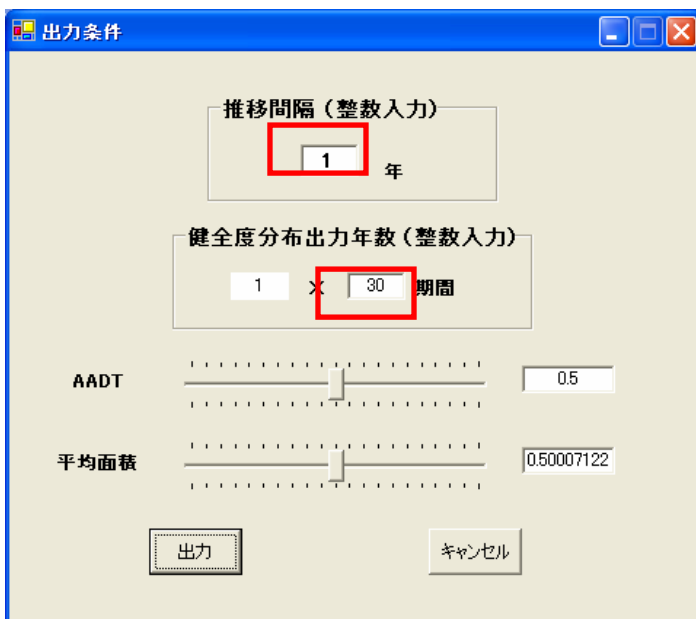 出力条件
推移間隔（整数入力）
1 年
健全度分布出力年数（整数入力）
1 × 30 期間
AADT 0.5
平均面積 0.50007122
出力 キャンセル